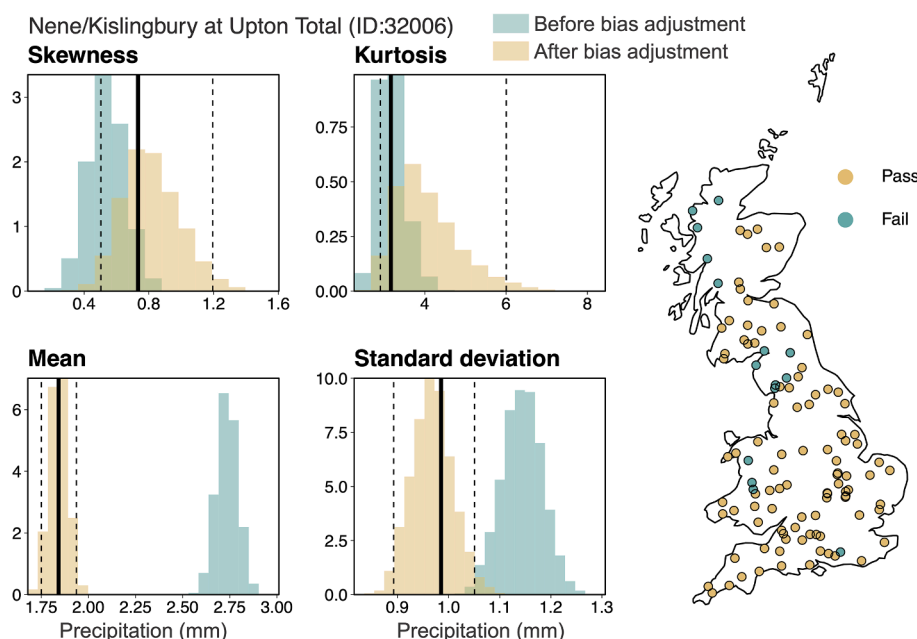 Nene/Kislingbury at Upton Total (ID:32006)
Before bias adjustment
After bias adjustment
Skewness
3
2
1
0
0.4 0.8 1.2 1.6
Kurtosis
0.75
0.50
0.25
0.00
4 6 8
Mean
6
4
2
0
1.75 2.00 2.25 2.50 2.75 3.00
Precipitation (mm)
Standard deviation
10.0
7.5
5.0
2.5
0.0
0.9 1.0 1.2 1.3
Precipitation (mm)
Pass
Fail